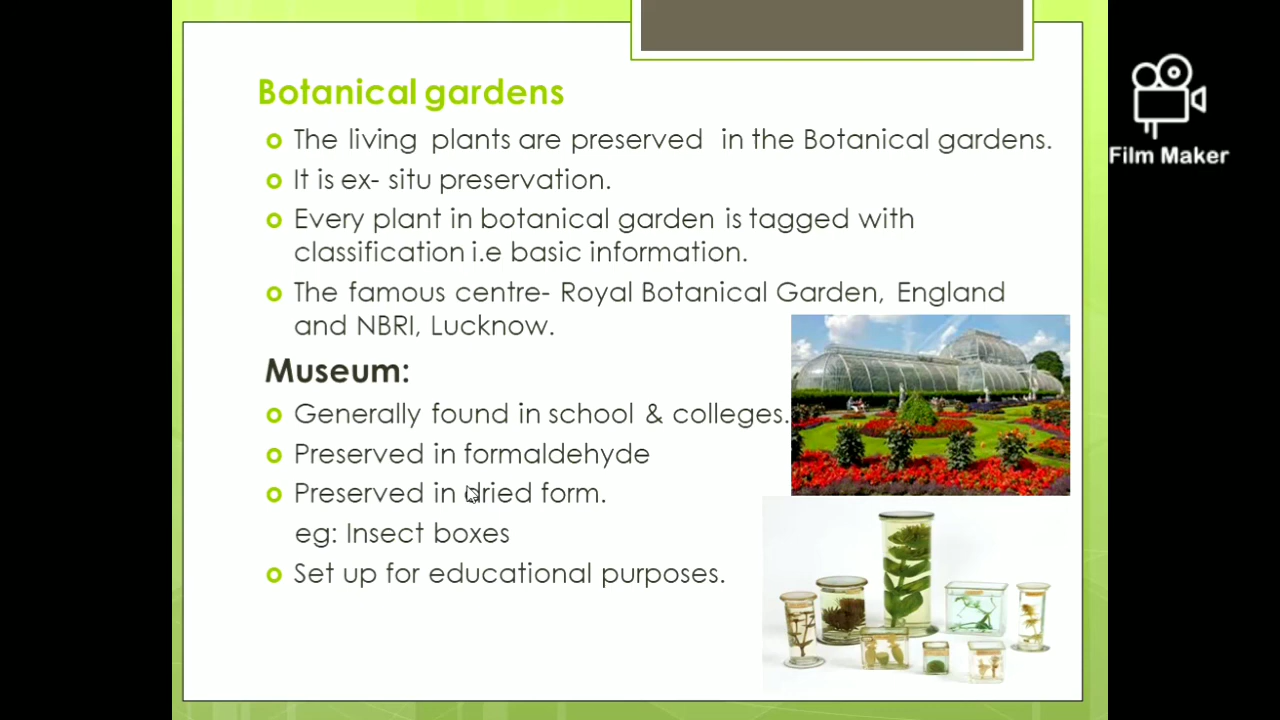 Botanical gardens
The living plants are preserved in the Botanical gardens.
It is ex- situ preservation.
Every plant in botanical garden is tagged with
classification i.e basic information.
The famous centre- Royal Botanical Garden, England
and NBRI, Lucknow.
Museum:
Generally found in school & colleges.
Preserved in formaldehyde
Preserved in dried form.
eg: Insect boxes
Set up for educational purposes.
Film Maker